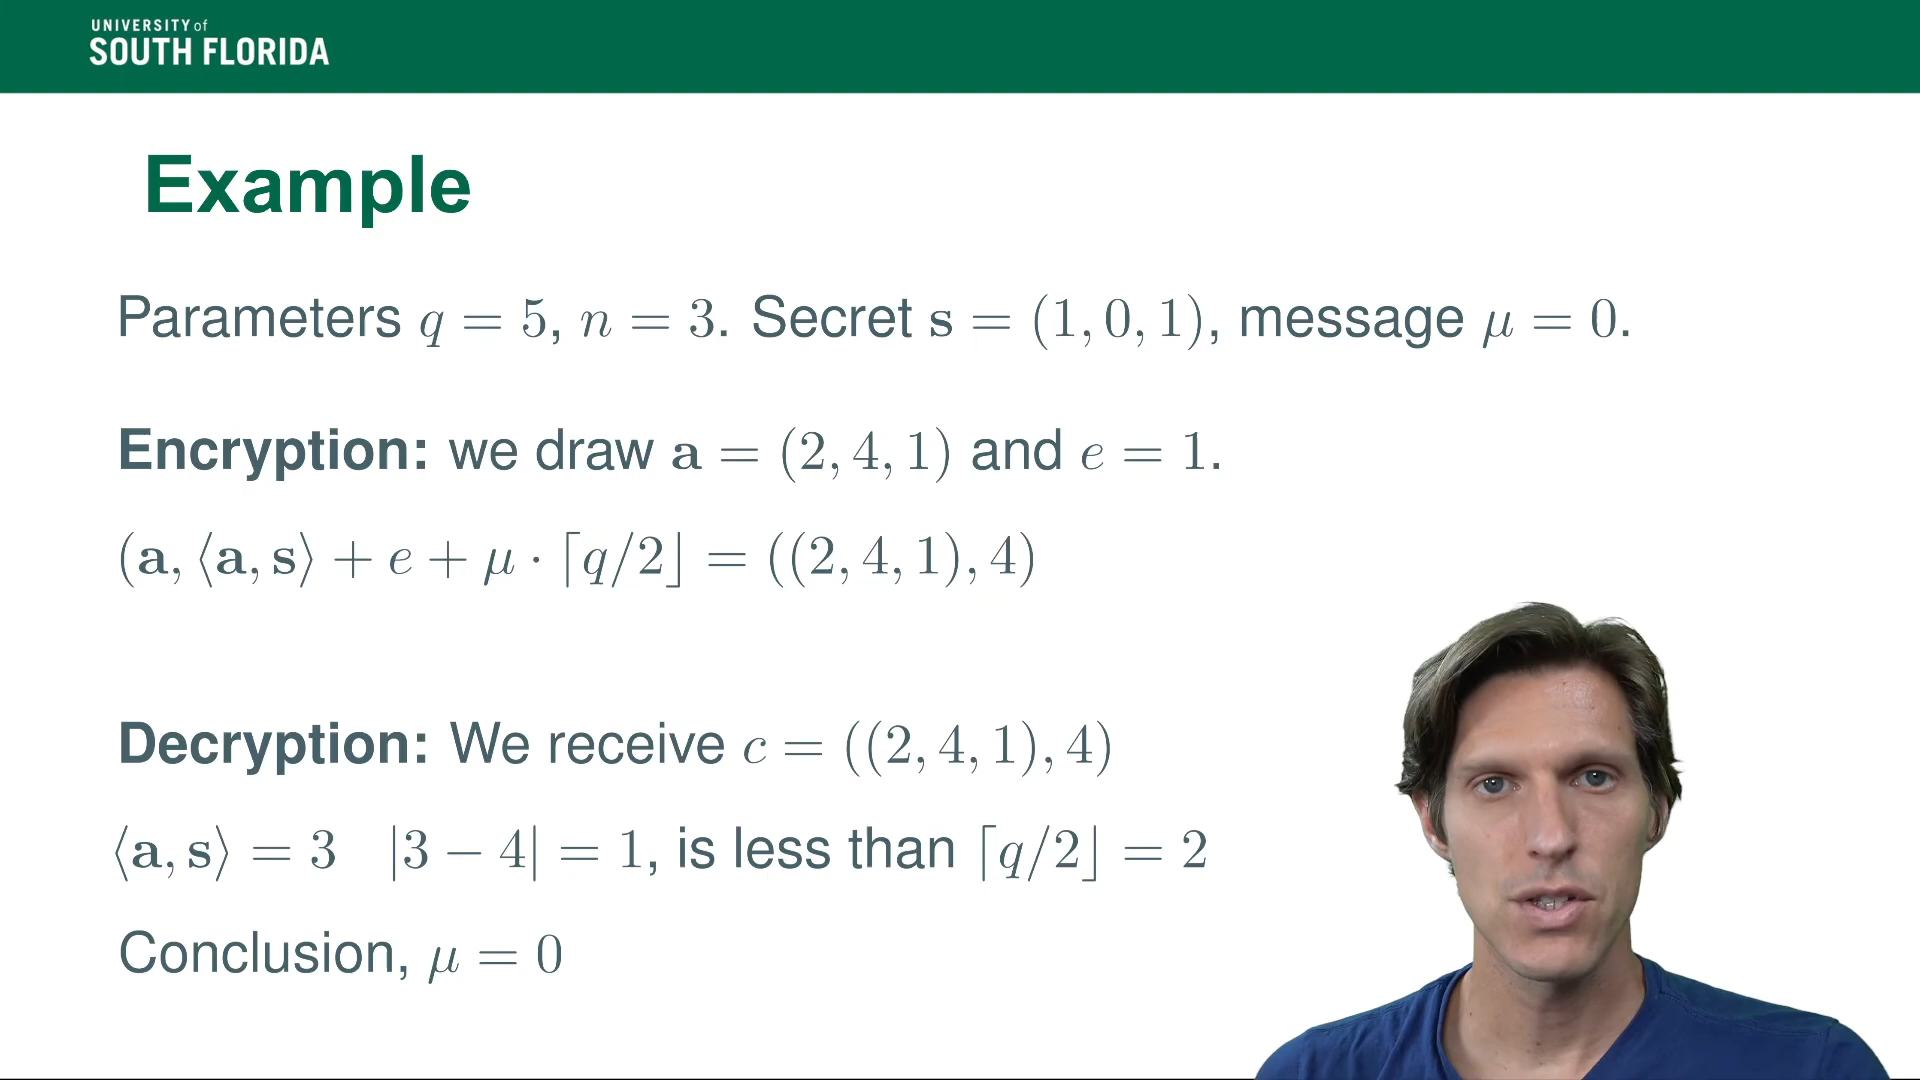 UNIVERSITY of
SOUTH FLORIDA
Example
Parameters q = 5, n = 3. Secret s = (1, 0, 1), message μ = 0.
Encryption: we draw a = (2, 4, 1) and e = 1.
(a, ⟨a, s⟩ + e + μ · ⌈q/2⌋ = ((2, 4, 1), 4)
Decryption: We receive c = ((2, 4, 1), 4)
⟨a, s⟩ = 3 |3 − 4| = 1, is less than ⌈q/2⌋ = 2
Conclusion, μ = 0